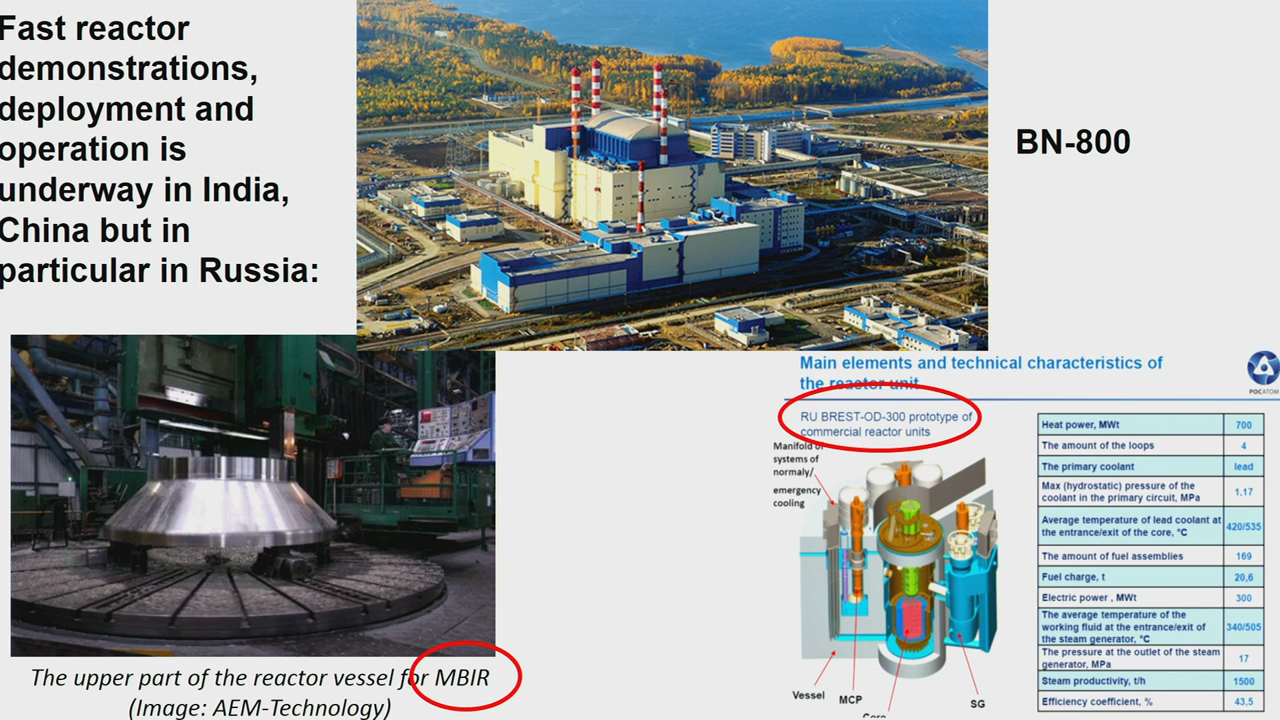 Fast reactor
demonstrations,
deployment and
operation is
underway in India,
China but in
particular in Russia:
BN-800
The upper part of the reactor vessel for MBIR
(Image: AEM-Technology)
Main elements and technical characteristics of
the reactor unit
РОСАТОМ
RU BREST-OD-300 prototype of
commercial reactor units
Manifold of
systems of
normaly/
emergency
cooling
Vessel
MCP
Core
SG
Heat power, MWt 700
The amount of the loops 4
The primary coolant lead
Max (hydrostatic) pressure of the
coolant in the primary circuit, MPa 1,17
Average temperature of lead coolant at
the entrance/exit of the core, °C 420/535
The amount of fuel assemblies 169
Fuel charge, t 20,6
Electric power , MWt 300
The average temperature of the
working fluid at the entrance/exit of
the steam generator, °C 340/505
The pressure at the outlet of the steam
generator, MPa 17
Steam productivity, t/h 1500
Efficiency coefficient, % 43,5